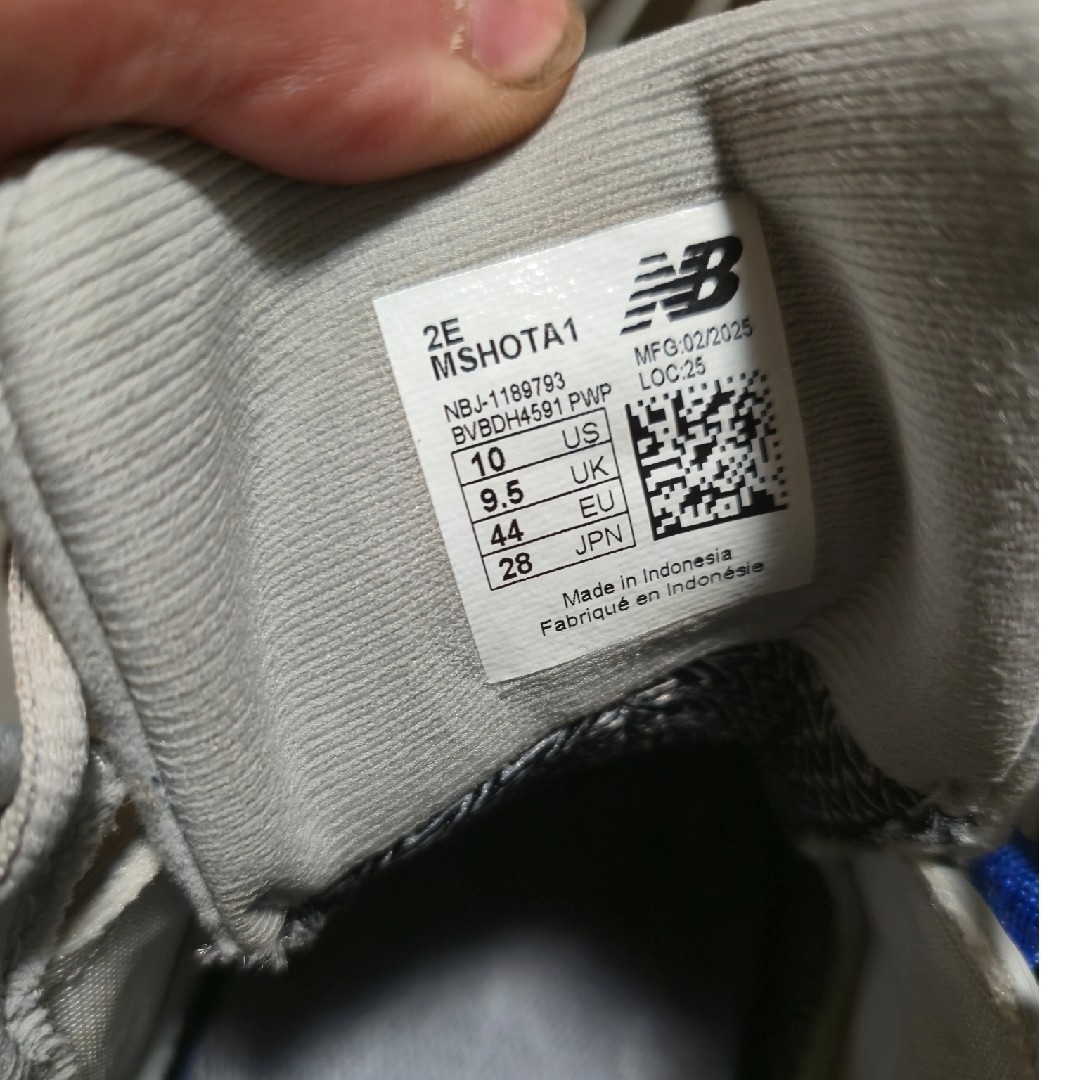 NB
2E
MSHOTA1
MFG:02/2025
LOC:25
NBJ-1189793
BVBDH4591 PWP
10 US
9.5 UK
44 EU
28 JPN
Made in Indonesia
Fabriqué en Indonésie